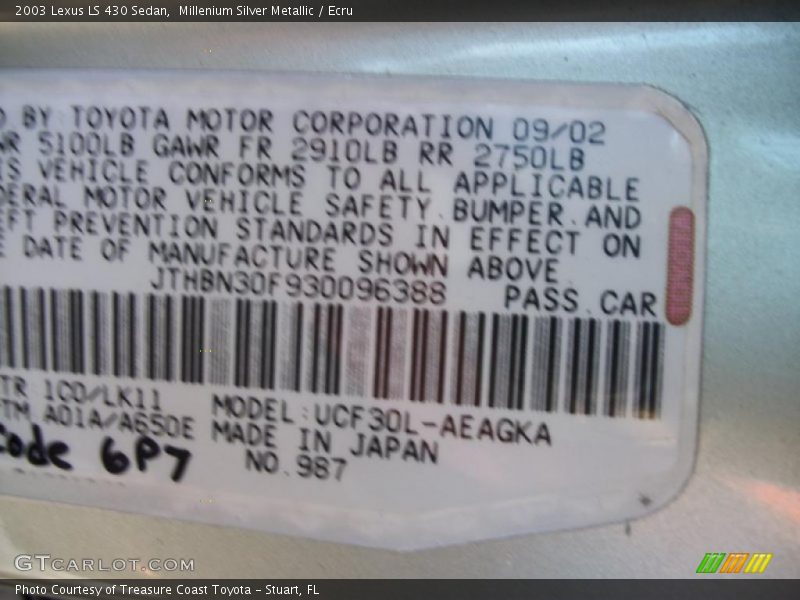 2003 Lexus LS 430 Sedan, Millenium Silver Metallic / Ecru
BY TOYOTA MOTOR CORPORATION 09/02
5100LB GAWR FR 2910LB RR 2750LB
VEHICLE CONFORMS TO ALL APPLICABLE
MOTOR VEHICLE SAFETY.BUMPER.AND
PREVENTION STANDARDS IN EFFECT ON
DATE OF MANUFACTURE SHOWN ABOVE.
JTHBN30F930096388 PASS.CAR
TR 1C0/LK11
TM A01A/A650E
MODEL:UCF30L-AEAGKA
MADE IN JAPAN
NO.987
code 6P7
GTCARLOT.COM
Photo Courtesy of Treasure Coast Toyota - Stuart, FL